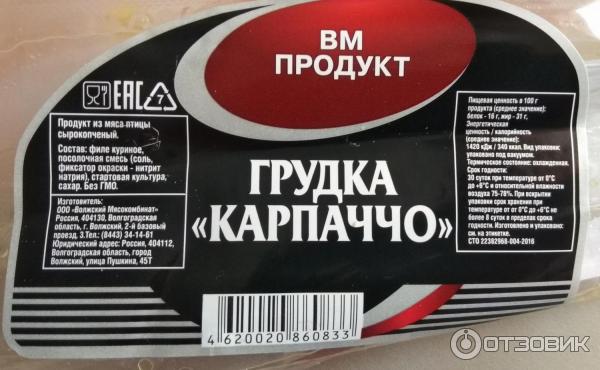 ВМ
ПРОДУКТ
ЕАС
7
Продукт из мяса птицы
сырокопченый.
Состав: филе куриное,
посолочная смесь (соль,
фиксатор окраски - нитрит
натрия), стартовая культура,
сахар. Без ГМО.
Изготовитель:
ООО «Волжский Мясокомбинат»
Россия, 404130, Волгоградская
область, г. Волжский, 2-й базовый
проезд, 3.Тел.: (8443) 34-14-61
Юридический адрес: Россия, 404112,
Волгоградская область, город
Волжский, улица Пушкина, 45Т
ГРУДКА
«КАРПАЧЧО»
Пищевая ценность в 100 г
продукта (среднее значение):
белок - 16 г, жир - 31 г.
Энергетическая
ценность / калорийность
(среднее значение):
1420 кДж / 340 ккал. Вид упаковки:
упаковано под вакуумом.
Термическое состояние: охлажденная.
Срок годности:
30 суток при температуре от 0°С
до +6°С и относительной влажности
воздуха 75-78%. При вскрытии
упаковки срок хранения при
температуре от 0°С до +6°С не
более 8 суток в пределах срока
годности. Изготовлено и упаковано:
см. на этикетке.
СТО 22382968-004-2016
4 620020 860833
ОТЗОВИК